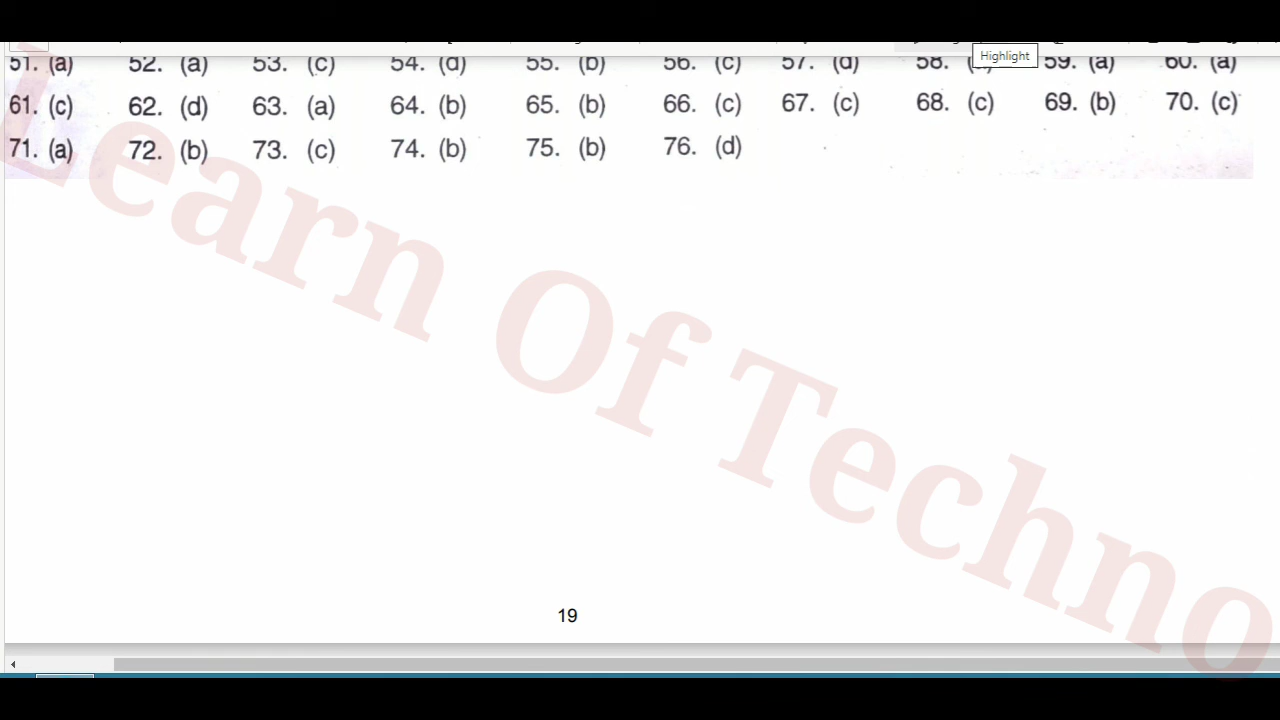 Highlight
51. (a) 52. (a) 53. (c) 54. (d) 55. (b) 56. (c) 57. (d) 58. 59. (a) 60. (a)
61. (c) 62. (d) 63. (a) 64. (b) 65. (b) 66. (c) 67. (c) 68. (c) 69. (b) 70. (c)
71. (a) 72. (b) 73. (c) 74. (b) 75. (b) 76. (d)
Learn Of Techno
19